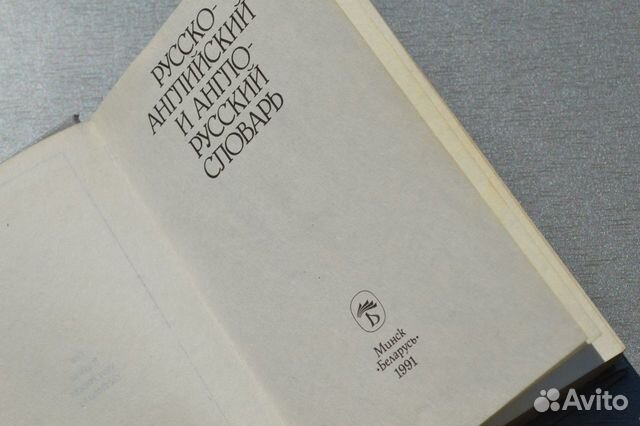 РУССКО-
АНГЛИЙСКИЙ
И АНГЛО-
РУССКИЙ
СЛОВАРЬ
Б
Минск
«Беларусь»
1991
Avito